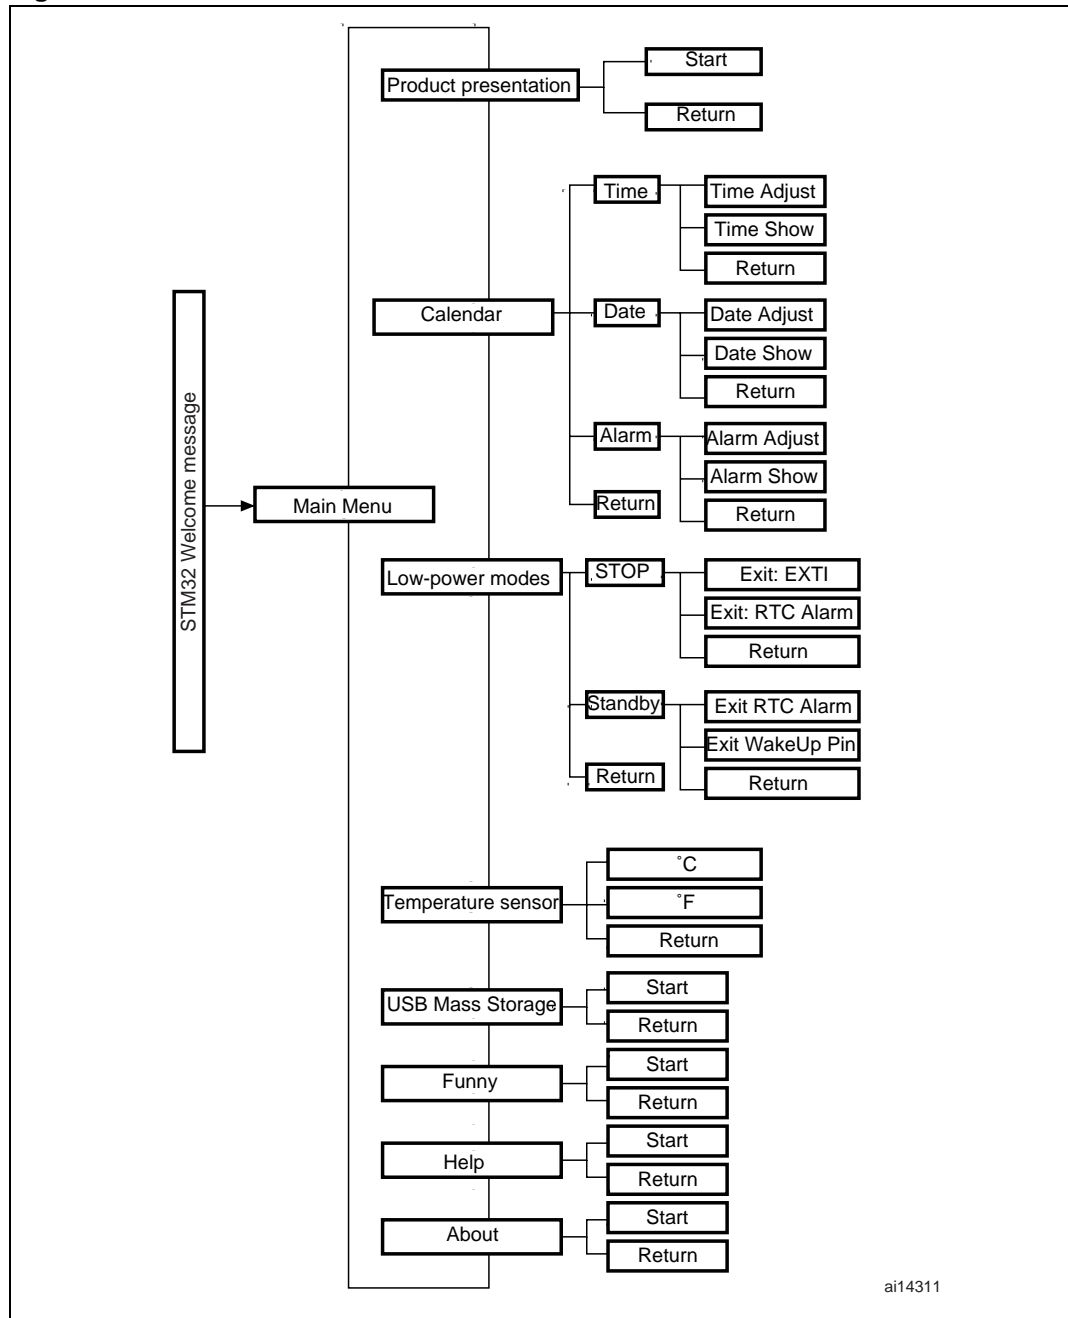 STM32 Welcome message
Main Menu
Product presentation
Start
Return
Calendar
Time
Time Adjust
Time Show
Return
Date
Date Adjust
Date Show
Return
Alarm
Alarm Adjust
Alarm Show
Return
Return
Low-power modes
STOP
Exit: EXTI
Exit: RTC Alarm
Return
Standby
Exit RTC Alarm
Exit WakeUp Pin
Return
Return
Temperature sensor
˚C
˚F
Return
USB Mass Storage
Start
Return
Funny
Start
Return
Help
Start
Return
About
Start
Return
ai14311